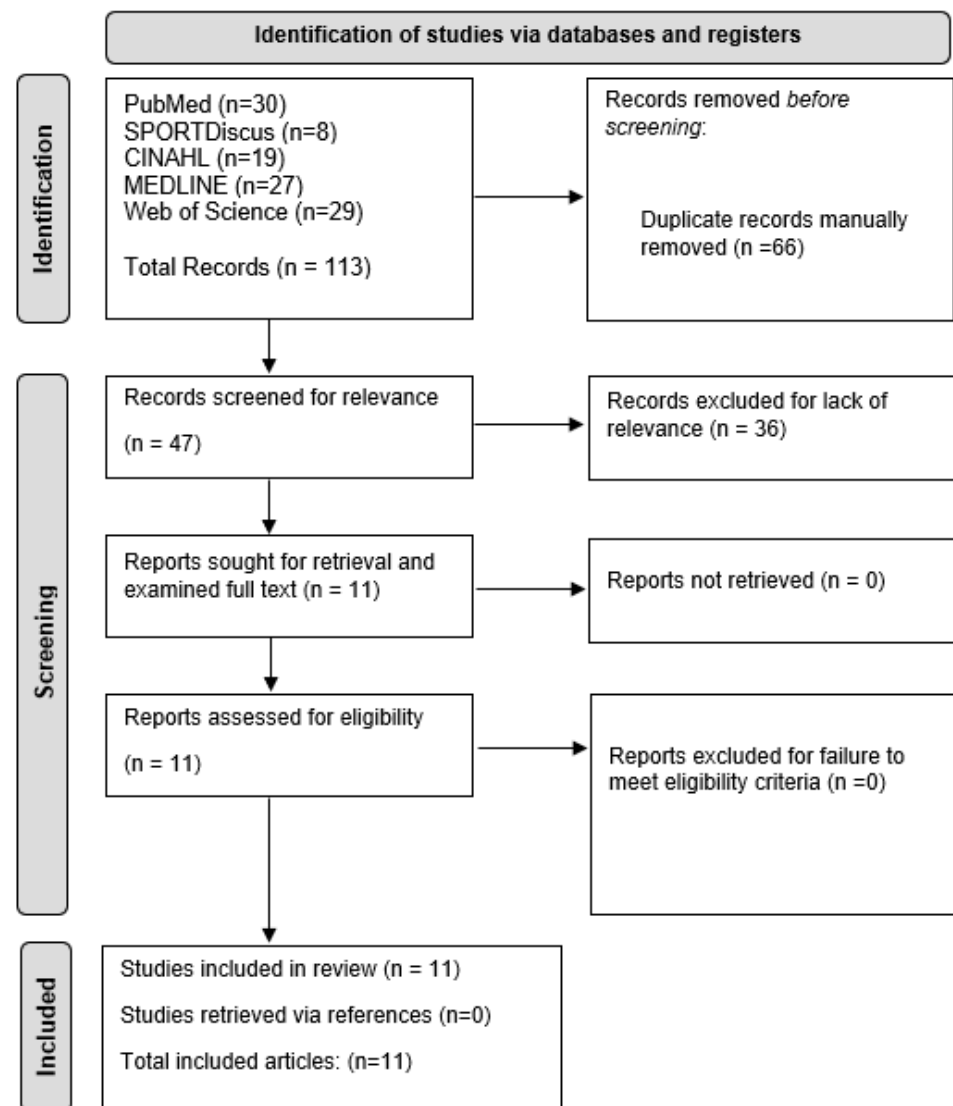 Identification of studies via databases and registers
Identification
PubMed (n=30)
SPORTDiscus (n=8)
CINAHL (n=19)
MEDLINE (n=27)
Web of Science (n=29)
Total Records (n = 113)
Records removed before
screening:
Duplicate records manually
removed (n =66)
Screening
Records screened for relevance
(n = 47)
Records excluded for lack of
relevance (n = 36)
Reports sought for retrieval and
examined full text (n = 11)
Reports not retrieved (n = 0)
Reports assessed for eligibility
(n = 11)
Reports excluded for failure to
meet eligibility criteria (n =0)
Included
Studies included in review (n = 11)
Studies retrieved via references (n=0)
Total included articles: (n=11)